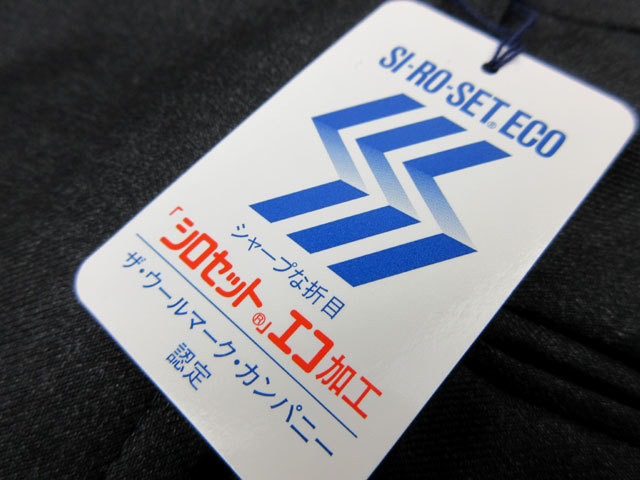 SI-RO-SET® ECO
シャープな折目
「シロセット®」エコ加工
ザ・ウールマーク・カンパニー
認定